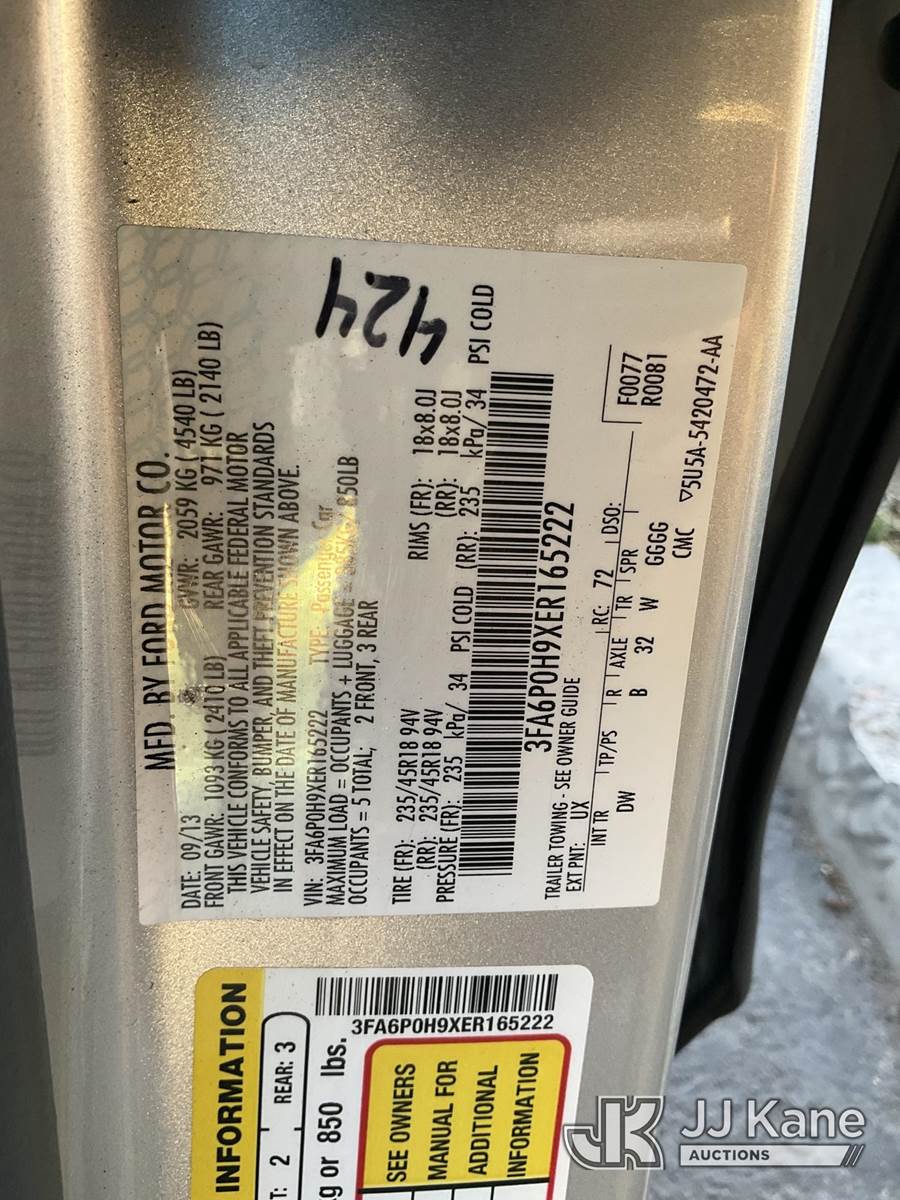 MFD. BY FORD MOTOR CO.
DATE: 09/13 GVWR: 2059 KG ( 4540 LB)
FRONT GAWR: 1093 KG ( 2410 LB) REAR GAWR: 971 KG ( 2140 LB)
THIS VEHICLE CONFORMS TO ALL APPLICABLE FEDERAL MOTOR
VEHICLE SAFETY, BUMPER, AND THEFT PREVENTION STANDARDS
IN EFFECT ON THE DATE OF MANUFACTURE SHOWN ABOVE.
VIN: 3FA6P0H9XER165222 TYPE: Passenger Car
MAXIMUM LOAD = OCCUPANTS + LUGGAGE = 850LB
OCCUPANTS = 5 TOTAL; 2 FRONT, 3 REAR
424
TIRE (FR): 235/45R18 94V RIMS (FR): 18x8.0J
(RR): 235/45R18 94V (RR): 18x8.0J
PRESSURE (FR): 235 kPa/ 34 PSI COLD (RR): 235 kPa/ 34 PSI COLD
3FA6P0H9XER165222
TRAILER TOWING - SEE OWNER GUIDE
EXT PNT: UX RC: 72 DSO:
INT TR TP/PS R AXLE TR SPR
DW B 32 W GGGG
CMC
F0077
R0081
▽5U5A-5420472-AA
INFORMATION
T: 2 REAR: 3
g or 850 lbs.
3FA6P0H9XER165222
SEE OWNERS
MANUAL FOR
ADDITIONAL
INFORMATION
JJ Kane
AUCTIONS